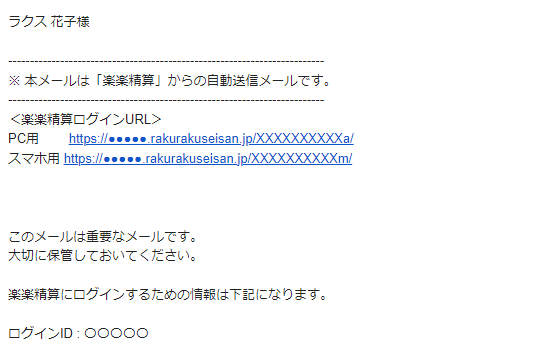 ラクス 花子様
-------------------------------------------------------------------------
※ 本メールは「楽楽精算」からの自動送信メールです。
-------------------------------------------------------------------------
＜楽楽精算ログインURL＞
PC用 https://●●●●●.rakurakuseisan.jp/XXXXXXXXXXa/
スマホ用 https://●●●●●.rakurakuseisan.jp/XXXXXXXXXXm/
このメールは重要なメールです。
大切に保管しておいてください。
楽楽精算にログインするための情報は下記になります。
ログインID : 〇〇〇〇〇